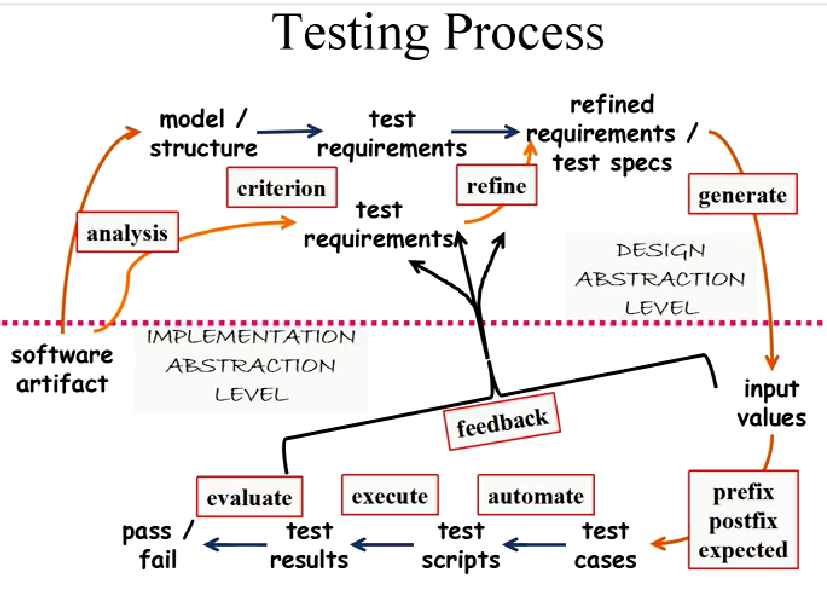 Testing Process
model /
structure
test
requirements
refined
requirements /
test specs
criterion
refine
generate
analysis
test
requirements
DESIGN
ABSTRACTION
LEVEL
IMPLEMENTATION
ABSTRACTION
LEVEL
software
artifact
input
values
feedback
prefix
postfix
expected
evaluate
execute
automate
pass /
fail
test
results
test
scripts
test
cases